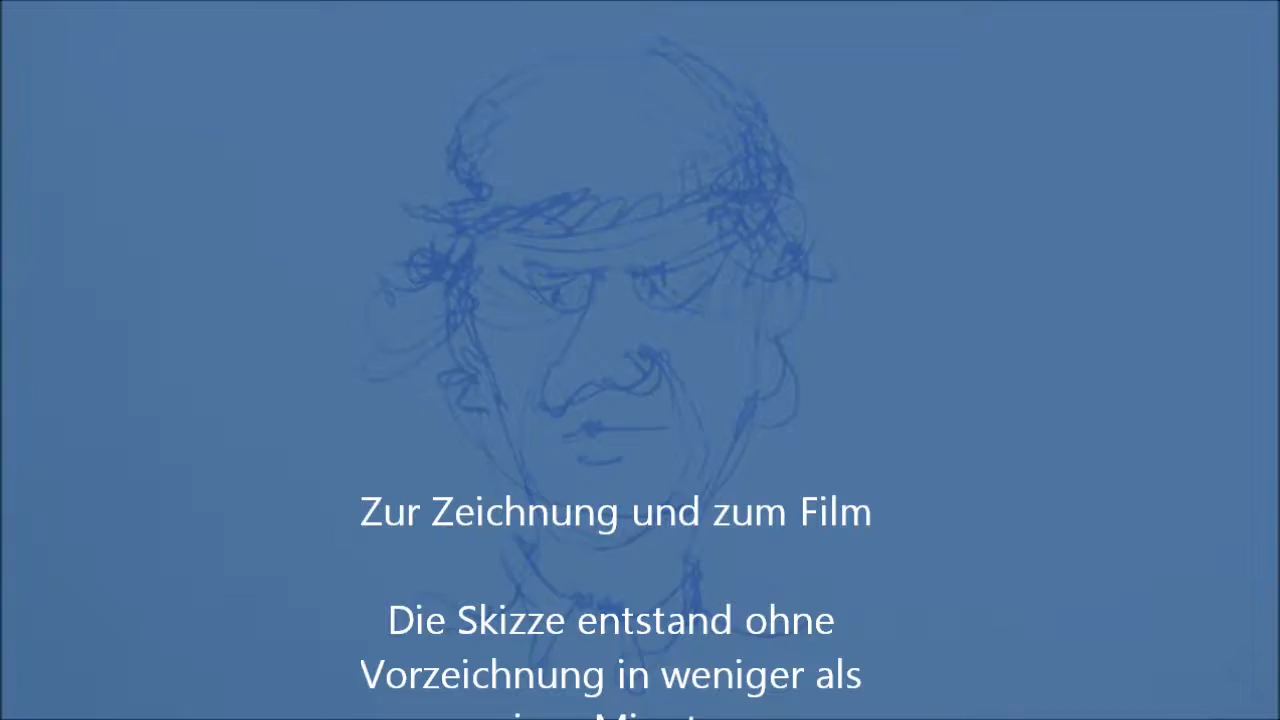 Zur Zeichnung und zum Film
Die Skizze entstand ohne
Vorzeichnung in weniger als